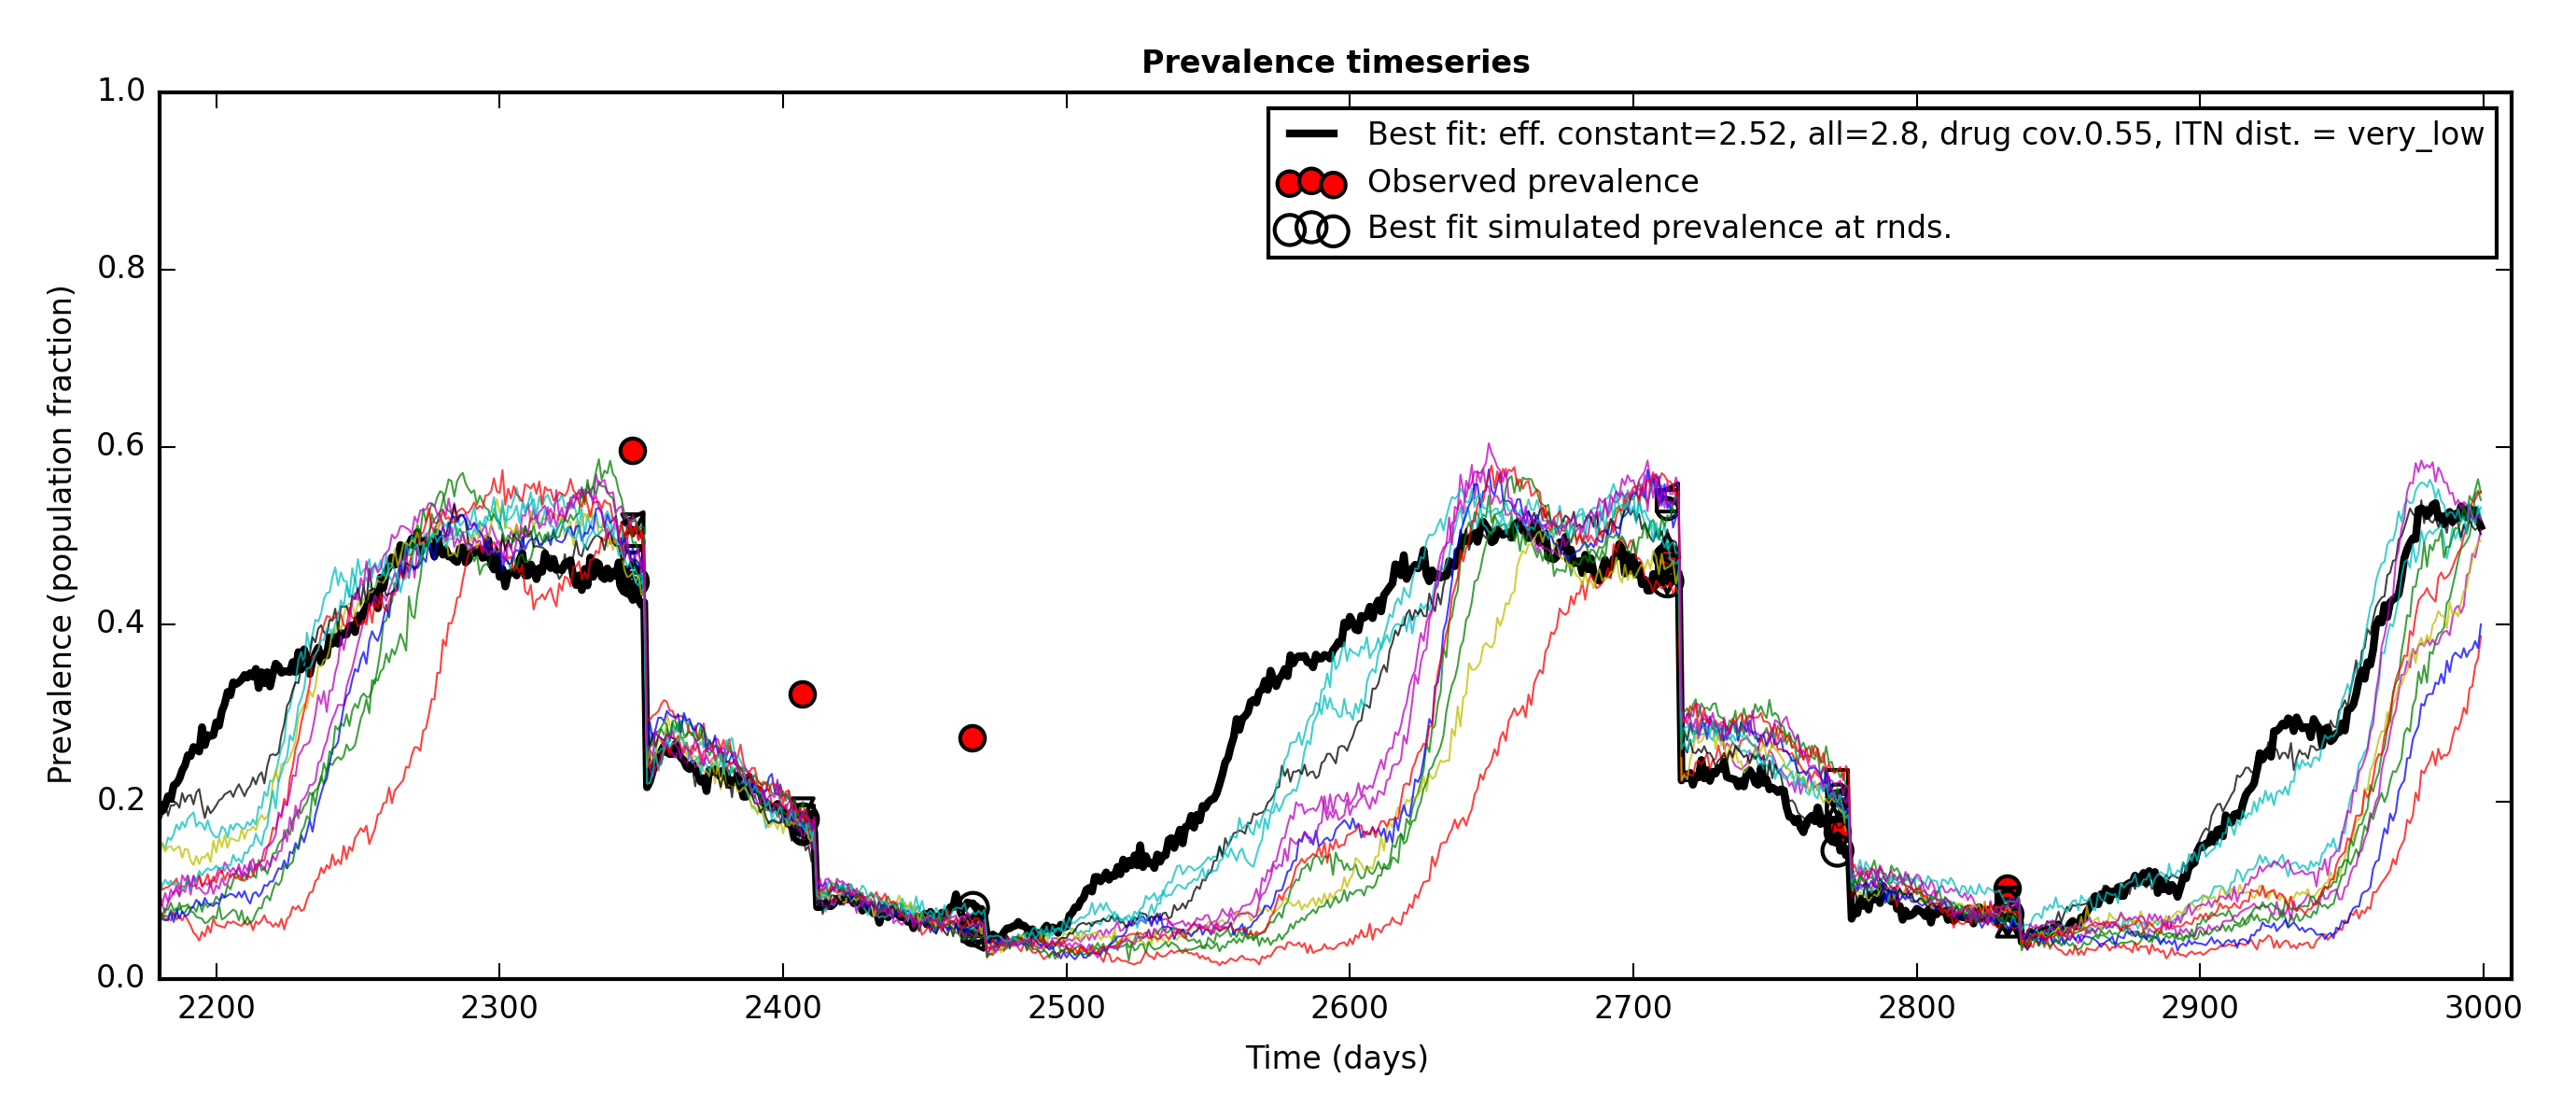 Prevalence timeseries
Best fit: eff. constant=2.52, all=2.8, drug cov.0.55, ITN dist. = very_low
Observed prevalence
Best fit simulated prevalence at rnds.
Prevalence (population fraction)
1.0
0.8
0.6
0.4
0.2
0.0
2200 2300 2400 2500 2600 2700 2800 2900 3000
Time (days)